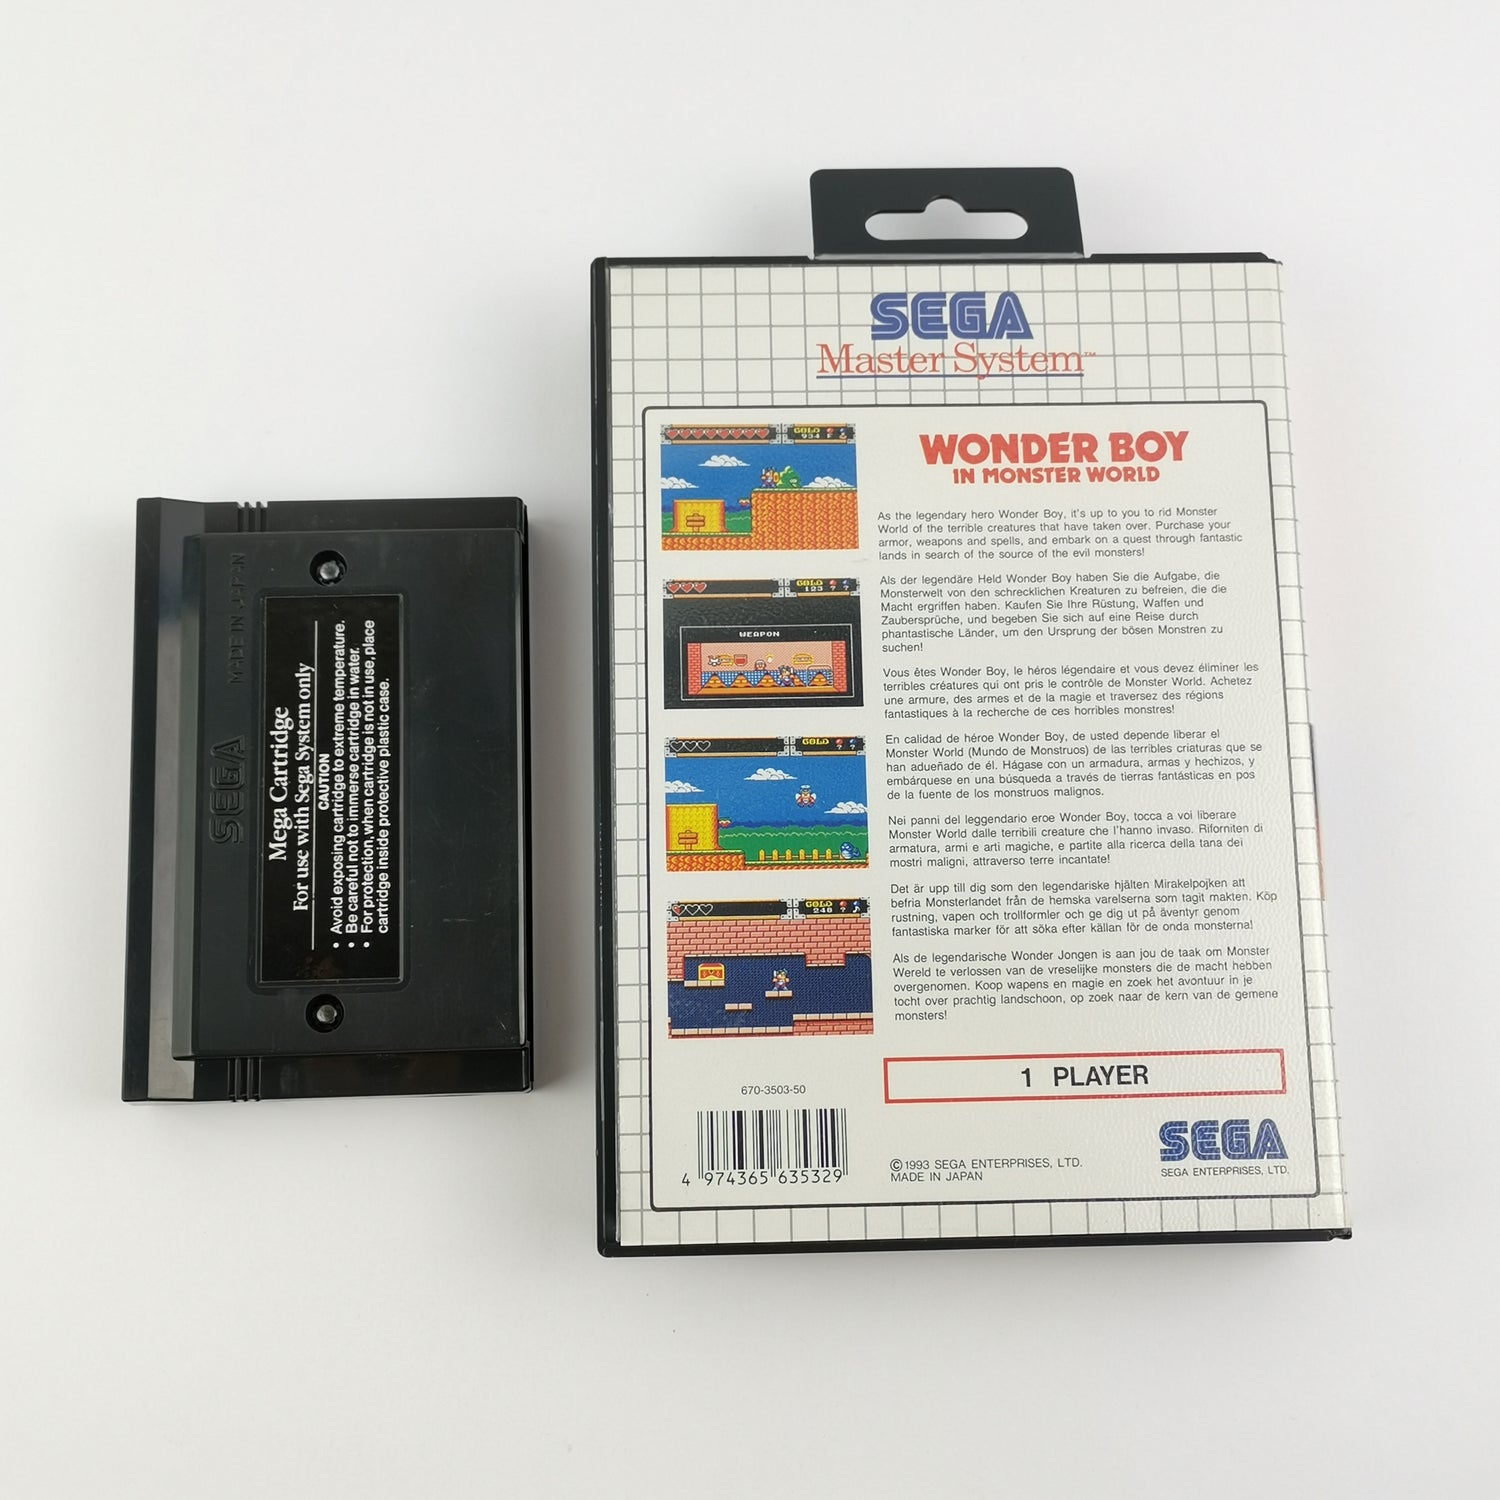 MADE IN JAPAN
SEGA
Mega Cartridge
For use with Sega System only
CAUTION
• Avoid exposing cartridge to extreme temperature.
• Be careful not to immerse cartridge in water.
• For protection, when cartridge is not in use, place
cartridge inside protective plastic case.
SEGA
Master System™
GOLD
934
GOLD
123 ? ?
WEAPON
GOLD
? ?
GOLD
248 ?
WONDER BOY
IN MONSTER WORLD
As the legendary hero Wonder Boy, it's up to you to rid Monster
World of the terrible creatures that have taken over. Purchase your
armor, weapons and spells, and embark on a quest through fantastic
lands in search of the source of the evil monsters!
Als der legendäre Held Wonder Boy haben Sie die Aufgabe, die
Monsterwelt von den schrecklichen Kreaturen zu befreien, die die
Macht ergriffen haben. Kaufen Sie Ihre Rüstung, Waffen und
Zaubersprüche, und begeben Sie sich auf eine Reise durch
phantastische Länder, um den Ursprung der bösen Monstren zu
suchen!
Vous êtes Wonder Boy, le héros légendaire et vous devez éliminer les
terribles créatures qui ont pris le contrôle de Monster World. Achetez
une armure, des armes et de la magie et traversez des régions
fantastiques à la recherche de ces horribles monstres!
En calidad de héroe Wonder Boy, de usted depende liberar el
Monster World (Mundo de Monstruos) de las terribles criaturas que se
han adueñado de él. Hágase con un armadura, armas y hechizos, y
embárquese en una búsqueda a través de tierras fantásticas en pos
de la fuente de los monstruos malignos.
Nei panni del leggendario eroe Wonder Boy, tocca a voi liberare
Monster World dalle terribili creature che l'hanno invaso. Riforniten di
armatura, armi e arti magiche, e partite alla ricerca della tana dei
mostri maligni, attraverso terre incantate!
Det är upp till dig som den legendariske hjälten Mirakelpojken att
befria Monsterlandet från de hemska varelserna som tagit makten. Köp
rustning, vapen och trollformler och ge dig ut på äventyr genom
fantastiska marker för att söka efter källan för de onda monsterna!
Als de legendarische Wonder Jongen is aan jou de taak om Monster
Wereld te verlossen van de vreselijke monsters die de macht hebben
overgenomen. Koop wapens en magie en zoek het avontuur in je
tocht over prachtig landschoon, op zoek naar de kern van de gemene
monsters!
1 PLAYER
670-3503-50
4 974365 635329
© 1993 SEGA ENTERPRISES, LTD.
MADE IN JAPAN
SEGA
SEGA ENTERPRISES, LTD.